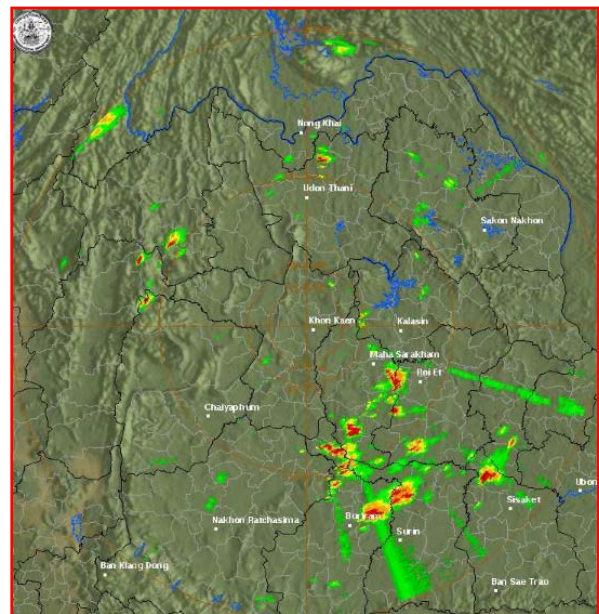 Nong Khai
Udon Thani
Sakon Nakhon
Khon Kaen
Kalasin
Maha Sarakham
Roi Et
Chaiyaphum
Ubon
Sisaket
Nakhon Ratchasima
Buriram
Surin
Ban Klang Dong
Ban Sae Trao